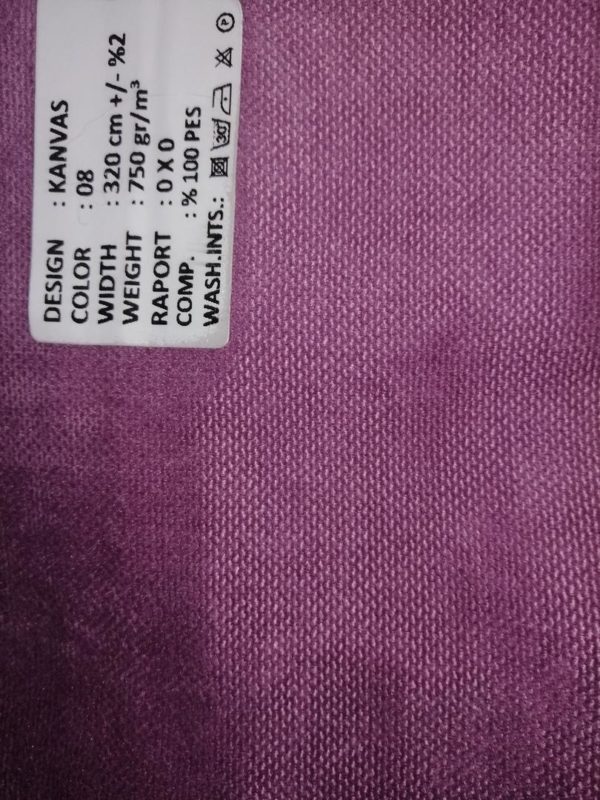 DESIGN : KANVAS
COLOR : 08
WIDTH : 320 cm +/- %2
WEIGHT : 750 gr/m³
RAPORT : 0 X 0
COMP. : % 100 PES
WASH.INTS.: 30° P